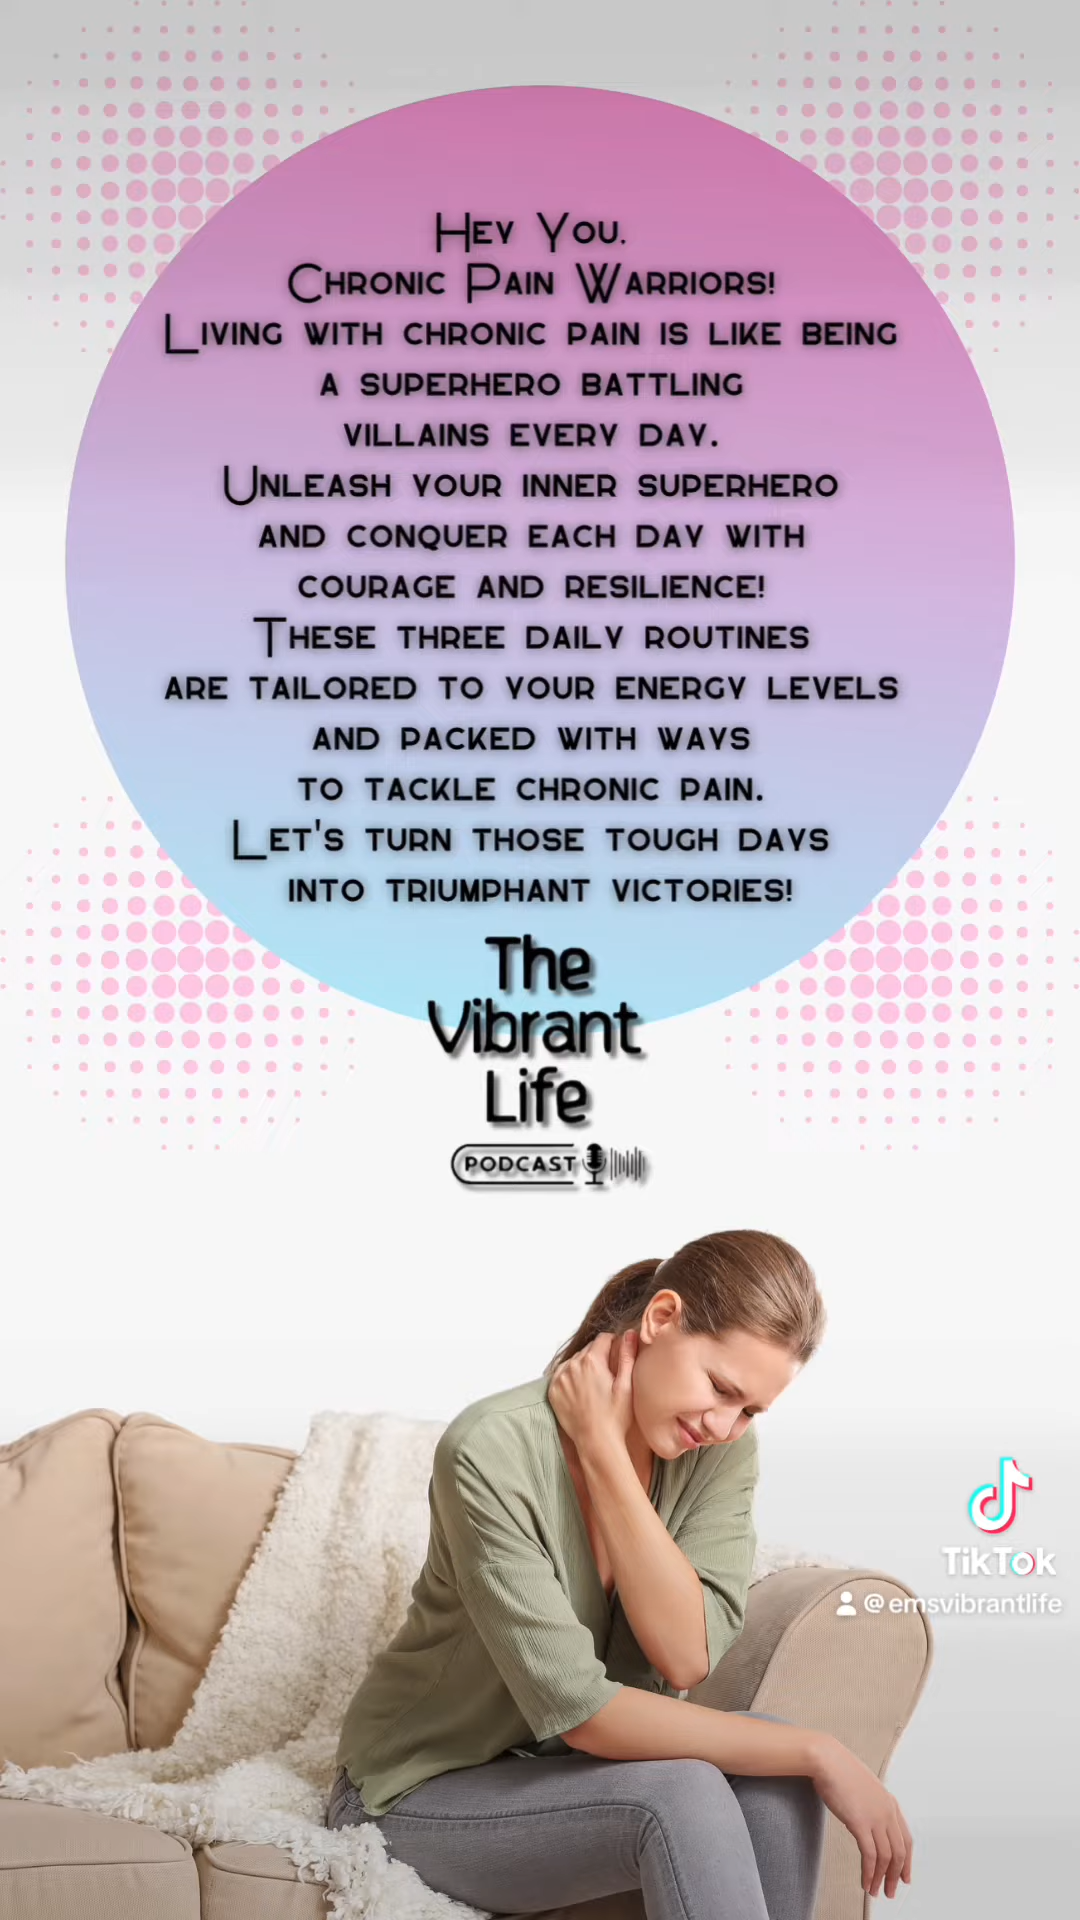 Hey You,
Chronic Pain Warriors!
Living with chronic pain is like being
a superhero battling
villains every day.
Unleash your inner superhero
and conquer each day with
courage and resilience!
These three daily routines
are tailored to your energy levels
and packed with ways
to tackle chronic pain.
Let's turn those tough days
into triumphant victories!
The
Vibrant
Life
PODCAST
TikTok
@emsvibrantlife